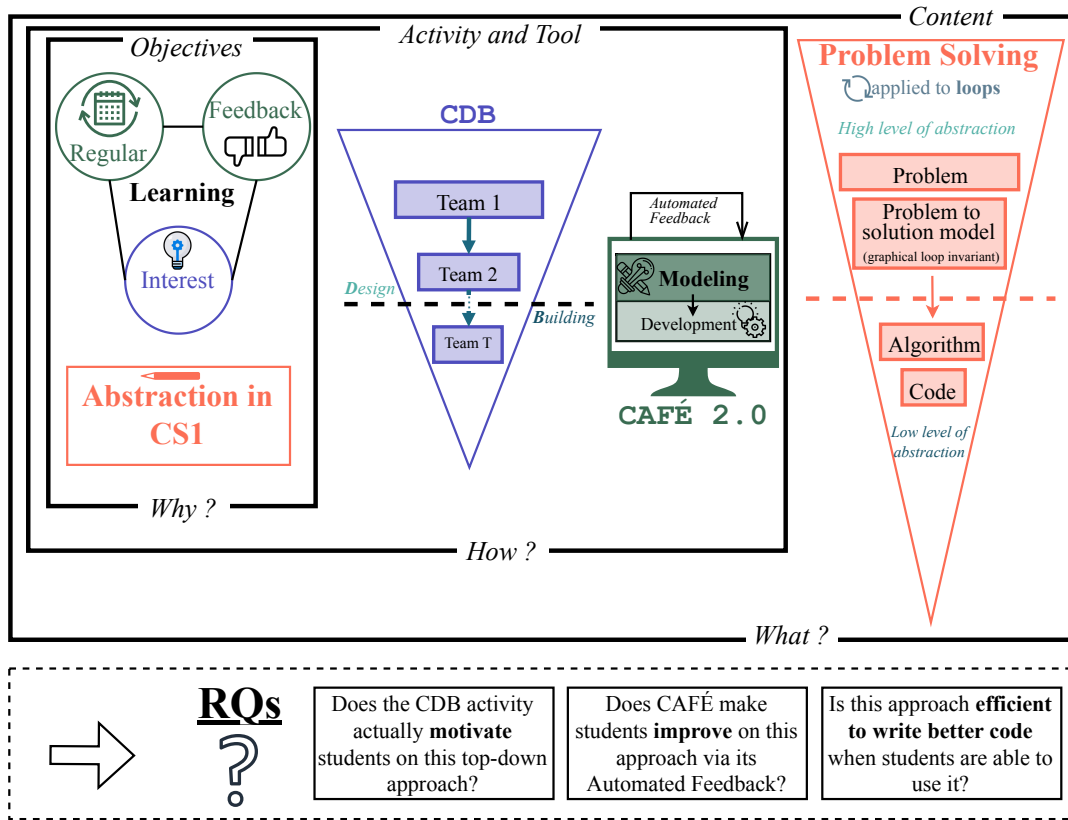 Content
Activity and Tool
Objectives
Regular
Feedback
Learning
Interest
Abstraction in
CS1
Why ?
CDB
Team 1
Team 2
Design
Building
Team T
Automated
Feedback
Modeling
Development
CAFÉ 2.0
How ?
Problem Solving
applied to loops
High level of abstraction
Problem
Problem to
solution model
(graphical loop invariant)
Algorithm
Code
Low level of
abstraction
What ?
RQs
?
Does the CDB activity
actually motivate
students on this top-down
approach?
Does CAFÉ make
students improve on this
approach via its
Automated Feedback?
Is this approach efficient
to write better code
when students are able to
use it?